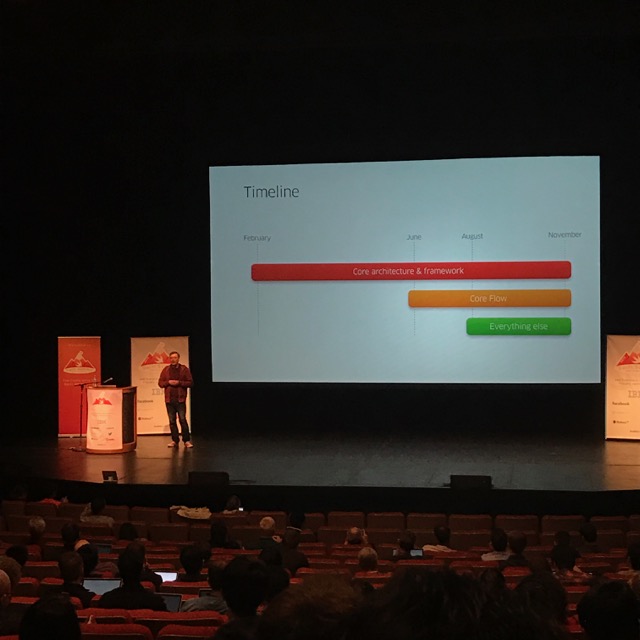 Timeline
February
June
August
November
Core architecture & framework
Core Flow
Everything else